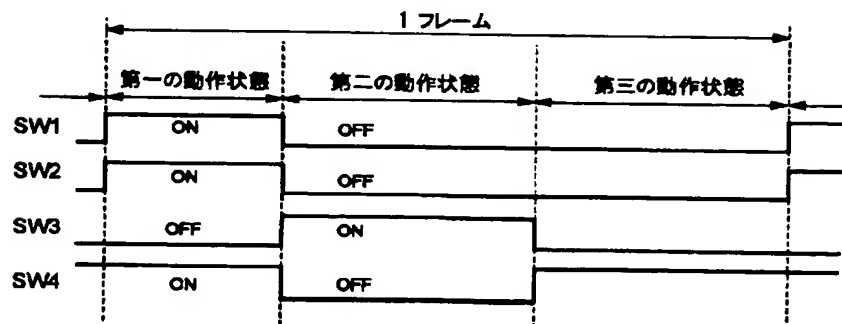 1 フレーム
第一の動作状態 第二の動作状態 第三の動作状態
SW1 ON OFF
SW2 ON OFF
SW3 OFF ON
SW4 ON OFF